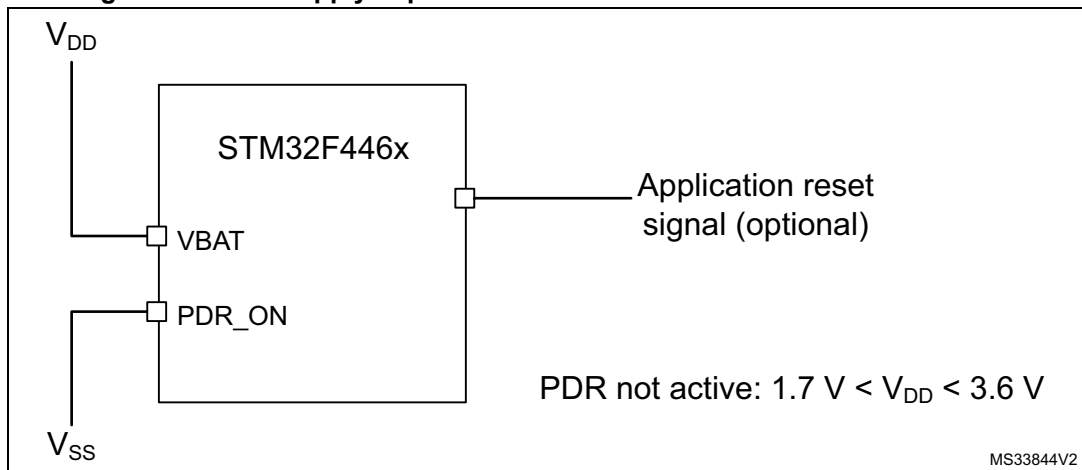 VDD
STM32F446x
Application reset
signal (optional)
VBAT
PDR_ON
PDR not active: 1.7 V < VDD < 3.6 V
VSS
MS33844V2